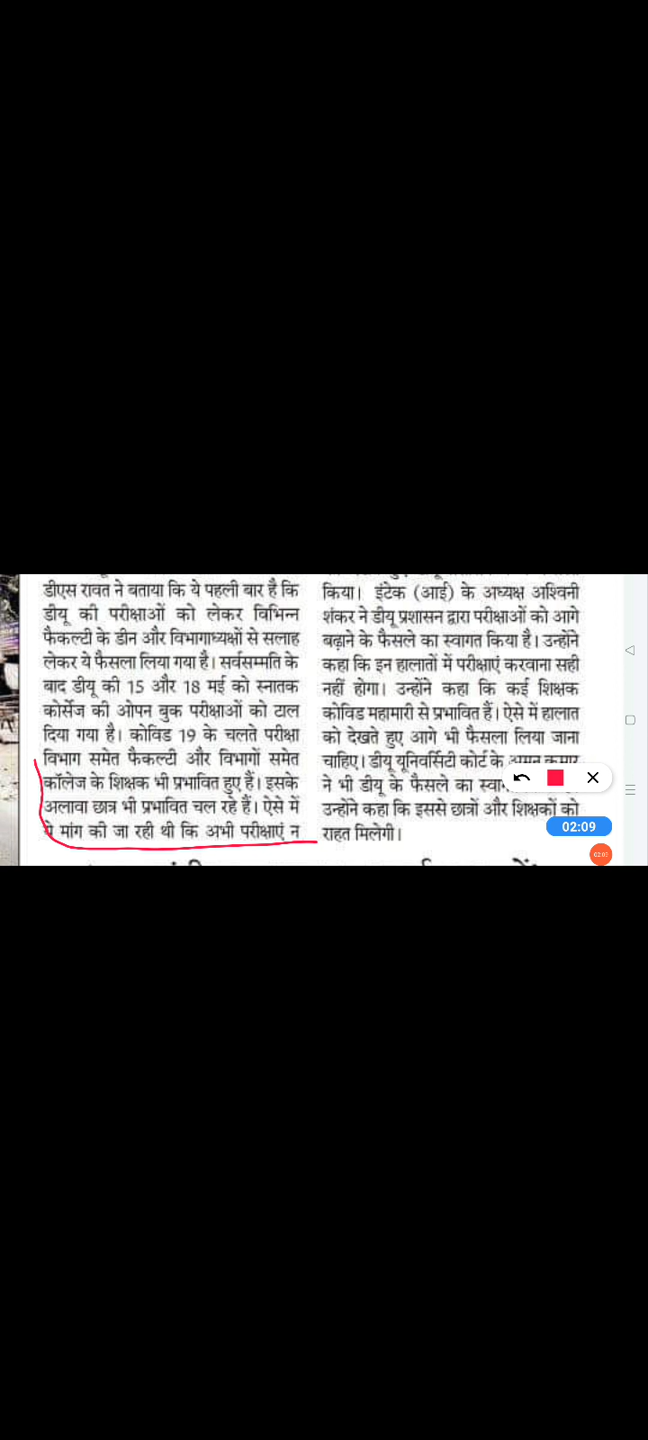 डीएस रावत ने बताया कि ये पहली बार है कि
डीयू की परीक्षाओं को लेकर विभिन्न
फैकल्टी के डीन और विभागाध्यक्षों से सलाह
लेकर ये फैसला लिया गया है। सर्वसम्मति के
बाद डीयू की 15 और 18 मई को स्नातक
कोर्सेज की ओपन बुक परीक्षाओं को टाल
दिया गया है। कोविड 19 के चलते परीक्षा
विभाग समेत फैकल्टी और विभागों समेत
कॉलेज के शिक्षक भी प्रभावित हुए हैं। इसके
अलावा छात्र भी प्रभावित चल रहे हैं। ऐसे में
ये मांग की जा रही थी कि अभी परीक्षाएं न
किया। इंटेक (आई) के अध्यक्ष अश्विनी
शंकर ने डीयू प्रशासन द्वारा परीक्षाओं को आगे
बढ़ाने के फैसले का स्वागत किया है। उन्होंने
कहा कि इन हालातों में परीक्षाएं करवाना सही
नहीं होगा। उन्होंने कहा कि कई शिक्षक
कोविड महामारी से प्रभावित हैं। ऐसे में हालात
को देखते हुए आगे भी फैसला लिया जाना
चाहिए। डीयू यूनिवर्सिटी कोर्ट के
ने भी डीयू के फैसले का
उन्होंने कहा कि इससे छात्रों और शिक्षकों को
राहत मिलेगी।
02:09